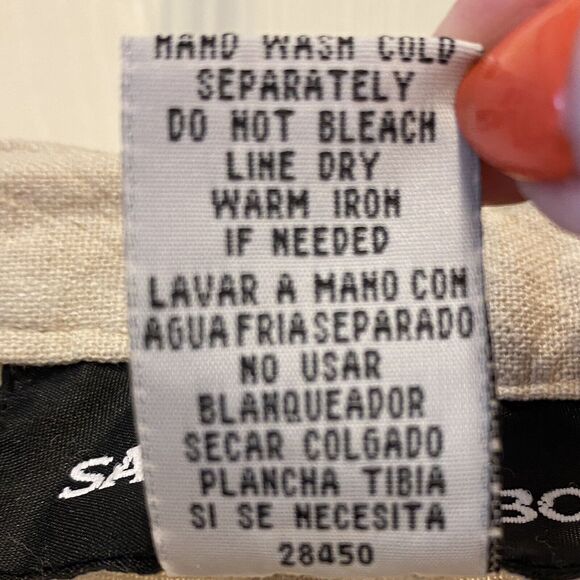 HAND WASH COLD
SEPARATELY
DO NOT BLEACH
LINE DRY
WARM IRON
IF NEEDED
LAVAR A MANO CON
AGUA FRIA SEPARADO
NO USAR
BLANQUEADOR
SECAR COLGADO
PLANCHA TIBIA
SI SE NECESITA
28450